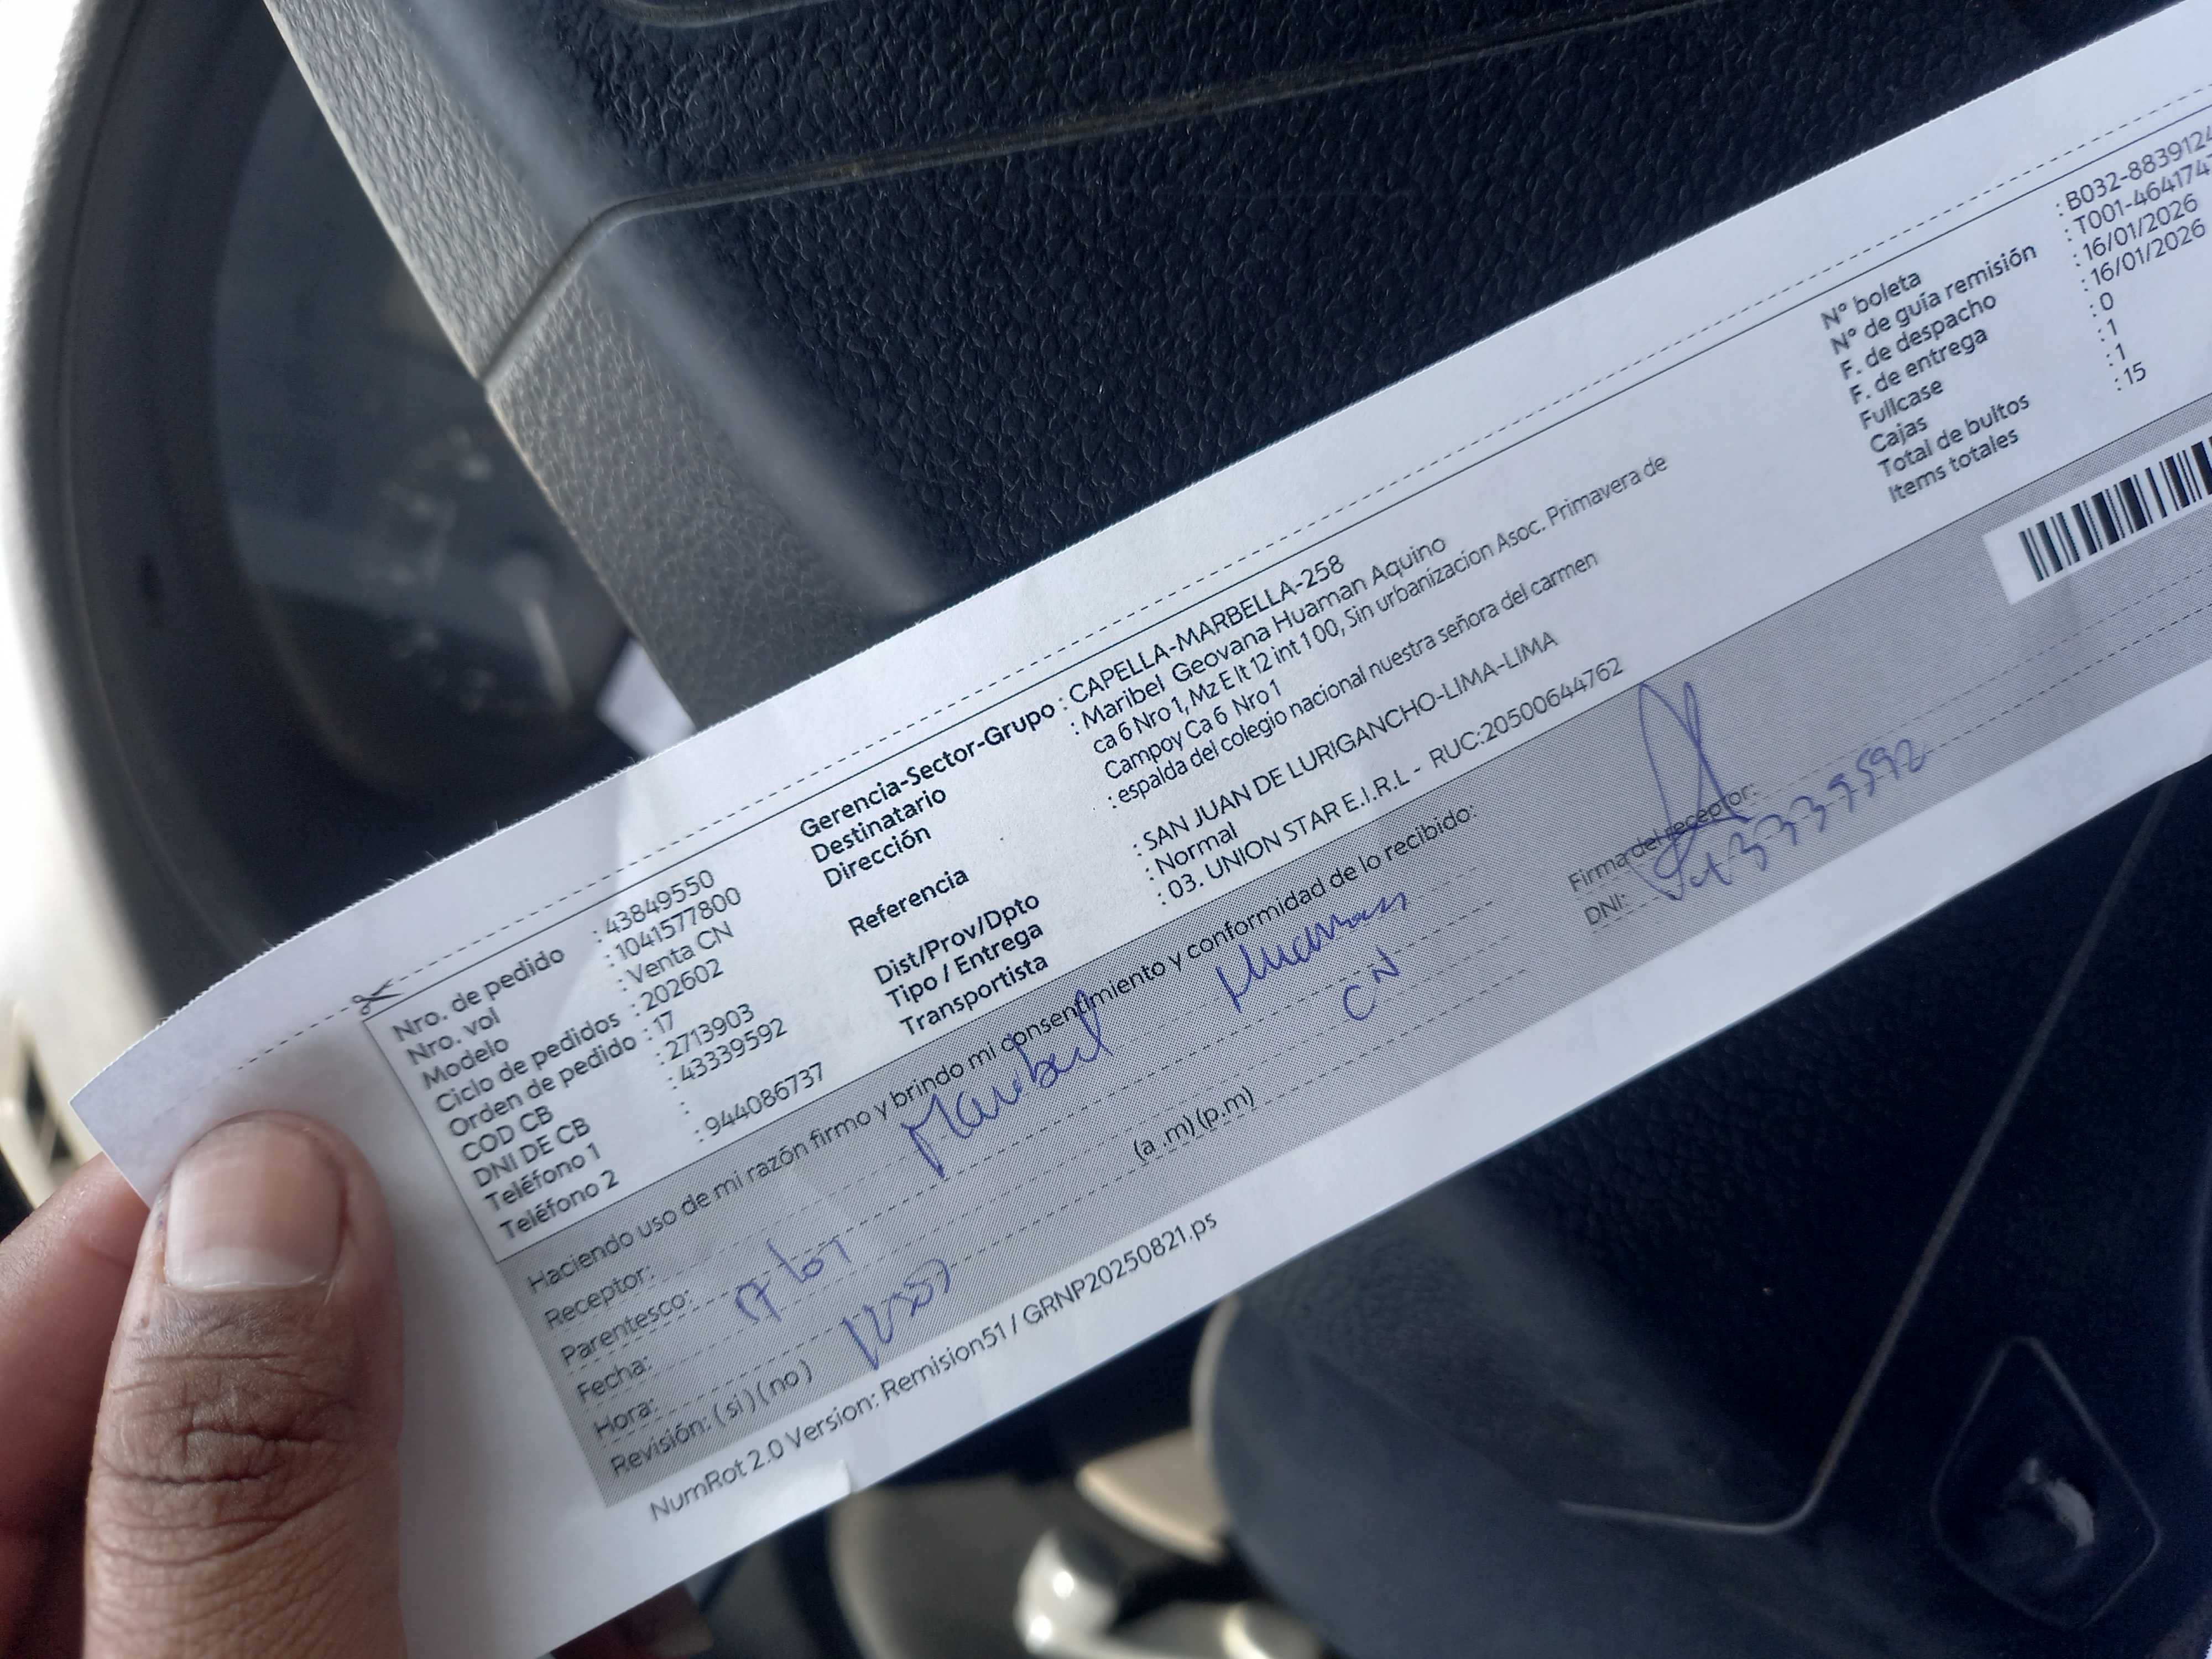 Nro. de pedido : 43849550
Nro. vol : 1041577800
Modelo : Venta CN
Ciclo de pedidos : 202602
Orden de pedido : 17
COD CB : 2713903
DNI DE CB : 43339592
Teléfono 1 :
Teléfono 2 : 944086737
Gerencia-Sector-Grupo : CAPELLA-MARBELLA-258
Destinatario : Maribel Geovana Huaman Aquino
Dirección ca 6 Nro 1, Mz E lt 12 int 100, Sin urbanizacion Asoc. Primavera de
Campoy Ca 6 Nro 1
Referencia : espalda del colegio nacional nuestra señora del carmen
Dist/Prov/Dpto : SAN JUAN DE LURIGANCHO-LIMA-LIMA
Tipo / Entrega : Normal
Transportista : 03. UNION STAR E.I.R.L - RUC:20500644762
N° boleta : B032-8839124
N° de guía remisión : T001-464174
F. de despacho : 16/01/2026
F. de entrega : 16/01/2026
Fullcase : 0
Cajas : 1
Total de bultos : 1
Items totales : 15
Haciendo uso de mi razón firmo y brindo mi consentimiento y conformidad de lo recibido:
Receptor: Maribel Huaman
Parentesco: CN
Fecha:
Hora: (a .m) (p.m)
Revisión: ( si ) ( no )
Firma del receptor:
DNI: 43339592
NumRot 2.0 Version: Remision51 / GRNP20250821.ps